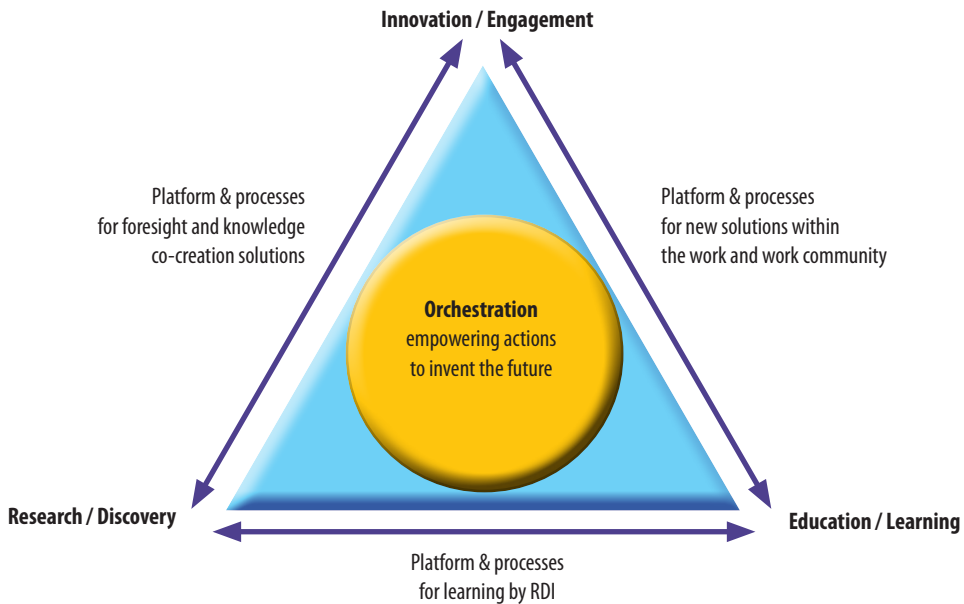 Innovation / Engagement
Platform & processes
for foresight and knowledge
co-creation solutions
Platform & processes
for new solutions within
the work and work community
Orchestration
empowering actions
to invent the future
Research / Discovery
Education / Learning
Platform & processes
for learning by RDI